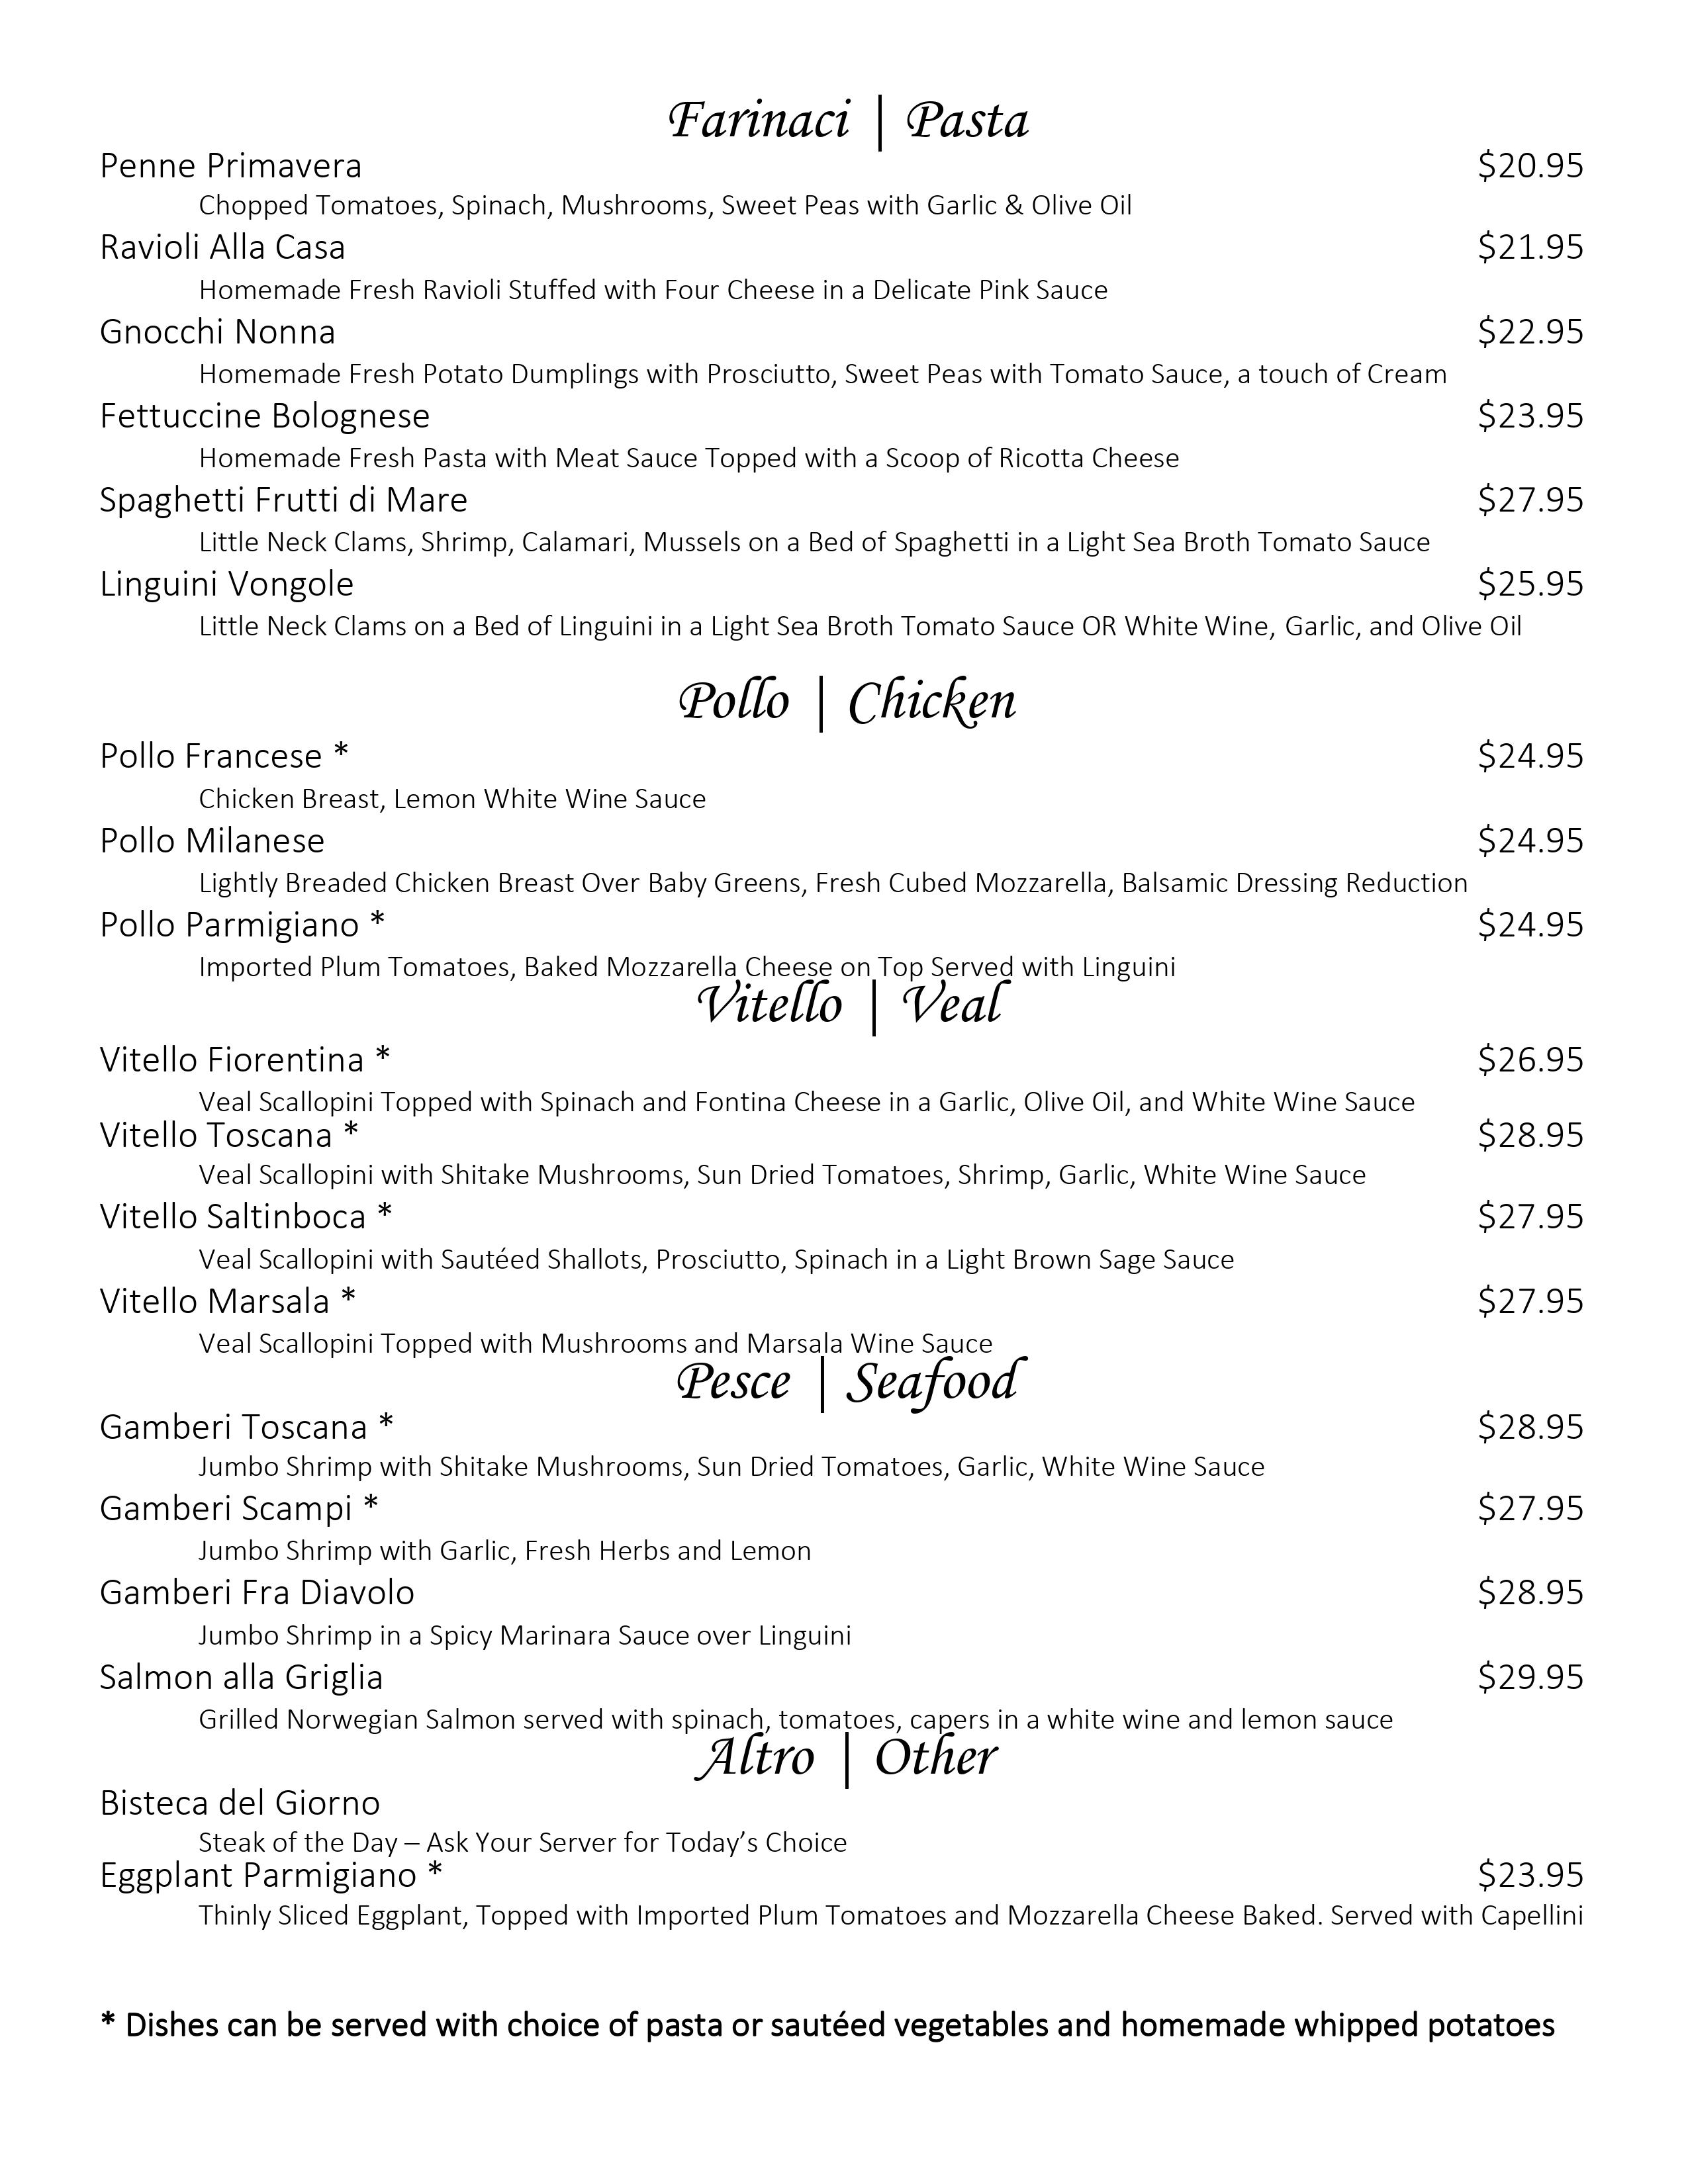 Farinaci | Pasta
Penne Primavera $20.95
Chopped Tomatoes, Spinach, Mushrooms, Sweet Peas with Garlic & Olive Oil
Ravioli Alla Casa $21.95
Homemade Fresh Ravioli Stuffed with Four Cheese in a Delicate Pink Sauce
Gnocchi Nonna $22.95
Homemade Fresh Potato Dumplings with Prosciutto, Sweet Peas with Tomato Sauce, a touch of Cream
Fettuccine Bolognese $23.95
Homemade Fresh Pasta with Meat Sauce Topped with a Scoop of Ricotta Cheese
Spaghetti Frutti di Mare $27.95
Little Neck Clams, Shrimp, Calamari, Mussels on a Bed of Spaghetti in a Light Sea Broth Tomato Sauce
Linguini Vongole $25.95
Little Neck Clams on a Bed of Linguini in a Light Sea Broth Tomato Sauce OR White Wine, Garlic, and Olive Oil
Pollo | Chicken
Pollo Francese * $24.95
Chicken Breast, Lemon White Wine Sauce
Pollo Milanese $24.95
Lightly Breaded Chicken Breast Over Baby Greens, Fresh Cubed Mozzarella, Balsamic Dressing Reduction
Pollo Parmigiano * $24.95
Imported Plum Tomatoes, Baked Mozzarella Cheese on Top Served with Linguini
Vitello | Veal
Vitello Fiorentina * $26.95
Veal Scallopini Topped with Spinach and Fontina Cheese in a Garlic, Olive Oil, and White Wine Sauce
Vitello Toscana * $28.95
Veal Scallopini with Shitake Mushrooms, Sun Dried Tomatoes, Shrimp, Garlic, White Wine Sauce
Vitello Saltinboca * $27.95
Veal Scallopini with Sautéed Shallots, Prosciutto, Spinach in a Light Brown Sage Sauce
Vitello Marsala * $27.95
Veal Scallopini Topped with Mushrooms and Marsala Wine Sauce
Pesce | Seafood
Gamberi Toscana * $28.95
Jumbo Shrimp with Shitake Mushrooms, Sun Dried Tomatoes, Garlic, White Wine Sauce
Gamberi Scampi * $27.95
Jumbo Shrimp with Garlic, Fresh Herbs and Lemon
Gamberi Fra Diavolo $28.95
Jumbo Shrimp in a Spicy Marinara Sauce over Linguini
Salmon alla Griglia $29.95
Grilled Norwegian Salmon served with spinach, tomatoes, capers in a white wine and lemon sauce
Altro | Other
Bisteca del Giorno
Steak of the Day – Ask Your Server for Today’s Choice
Eggplant Parmigiano * $23.95
Thinly Sliced Eggplant, Topped with Imported Plum Tomatoes and Mozzarella Cheese Baked. Served with Capellini
* Dishes can be served with choice of pasta or sautéed vegetables and homemade whipped potatoes